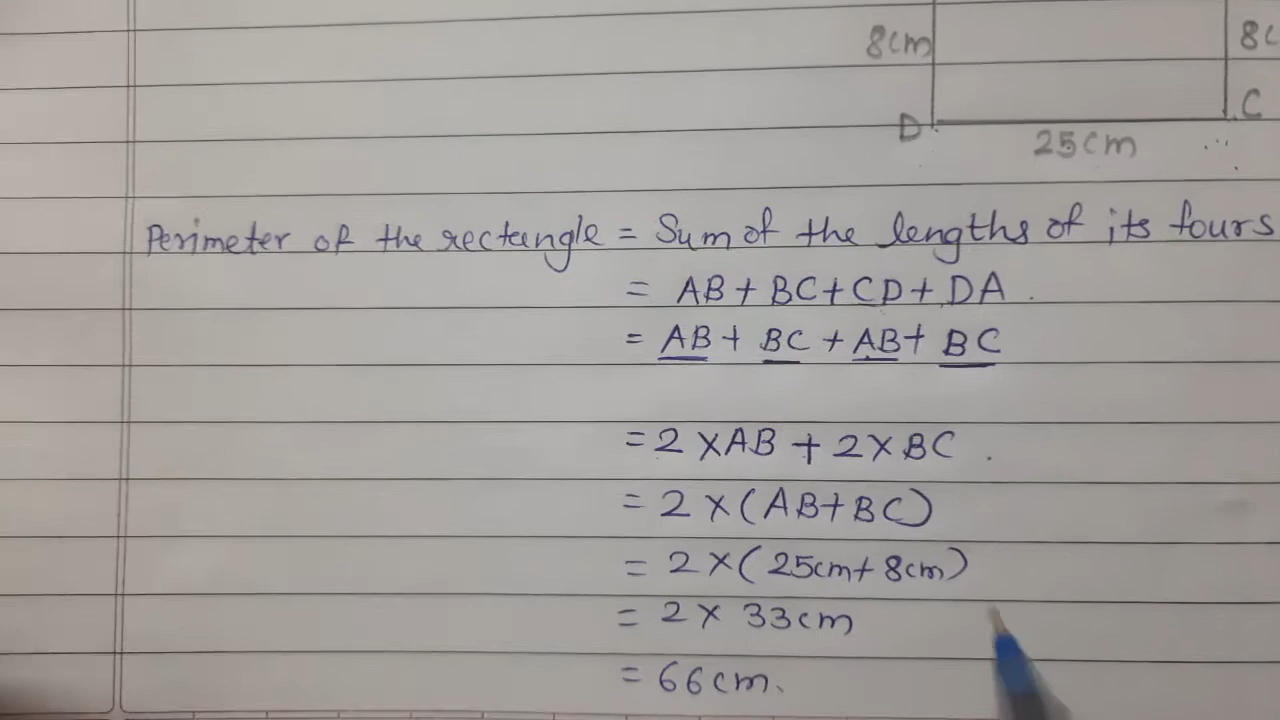 8cm 8c
D C
25cm
Perimeter of the rectangle = Sum of the lengths of its fours
= AB + BC + CD + DA .
= AB + BC + AB + BC
= 2 × AB + 2 × BC .
= 2 × (AB + BC)
= 2 × (25cm + 8cm)
= 2 × 33cm
= 66cm.